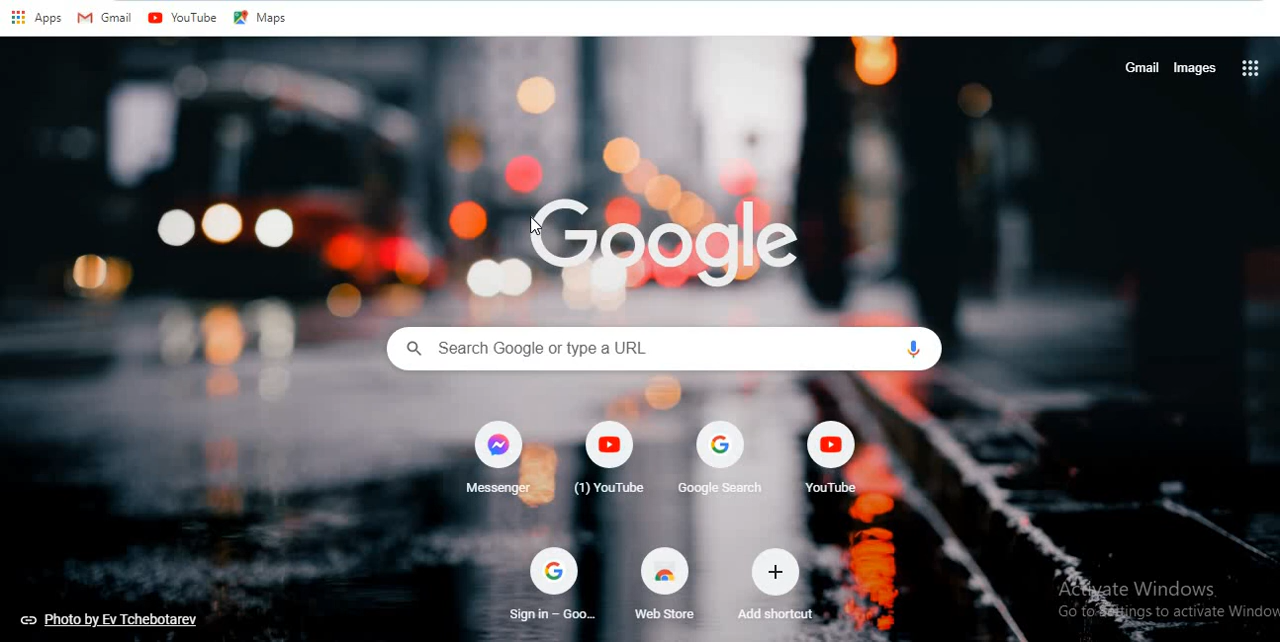 Apps Gmail YouTube Maps
Gmail Images
Google
Search Google or type a URL
Messenger (1) YouTube Google Search YouTube
Sign in – Goo... Web Store Add shortcut
Activate Windows
Go to Settings to activate Window
Photo by Ev Tchebotarev